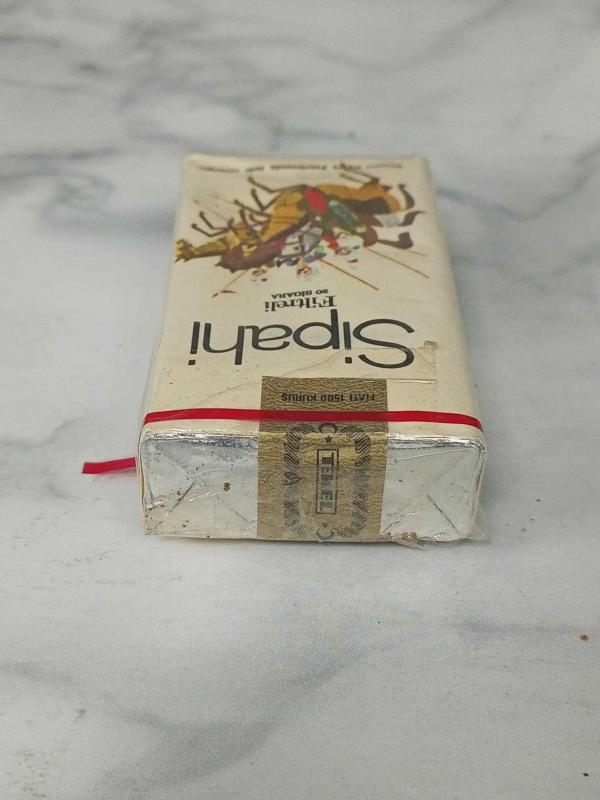 Sipahi
Filtreli
20 SİGARA
FİATI 1500 KURUŞ
TEKEL